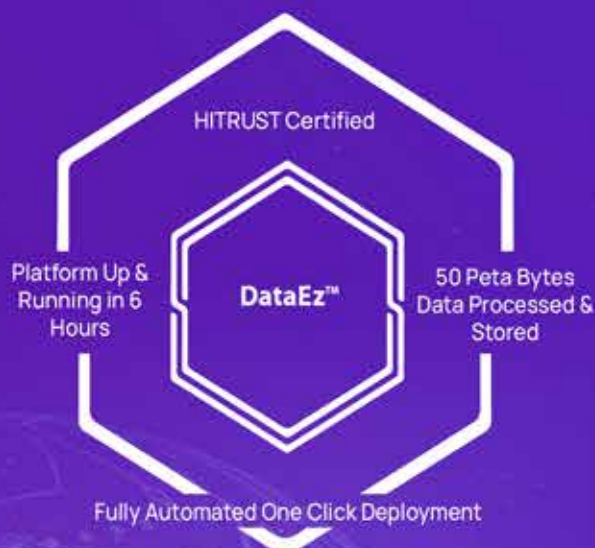 HITRUST Certified
Platform Up &
Running in 6
Hours
DataEz™
50 Peta Bytes
Data Processed &
Stored
Fully Automated One Click Deployment